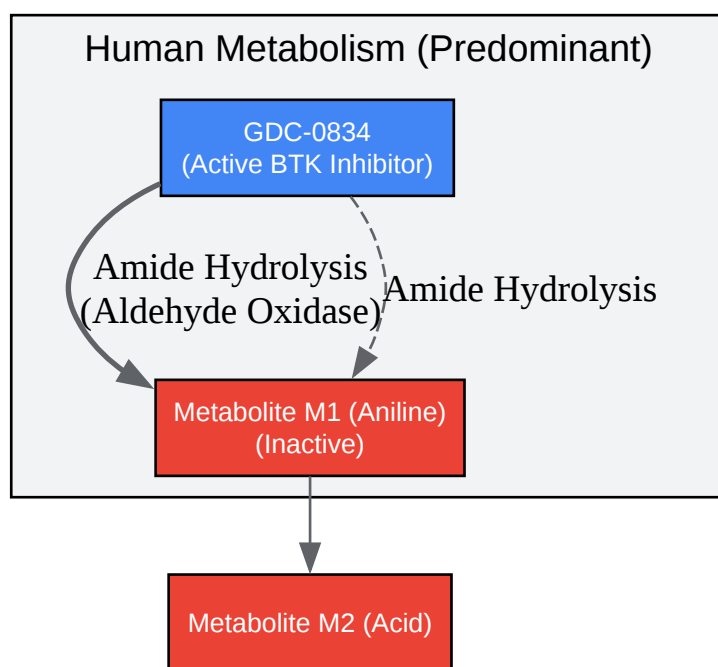 Human Metabolism (Predominant)
GDC-0834
(Active BTK Inhibitor)
Amide Hydrolysis
(Aldehyde Oxidase)
Amide Hydrolysis
Metabolite M1 (Aniline)
(Inactive)
Metabolite M2 (Acid)